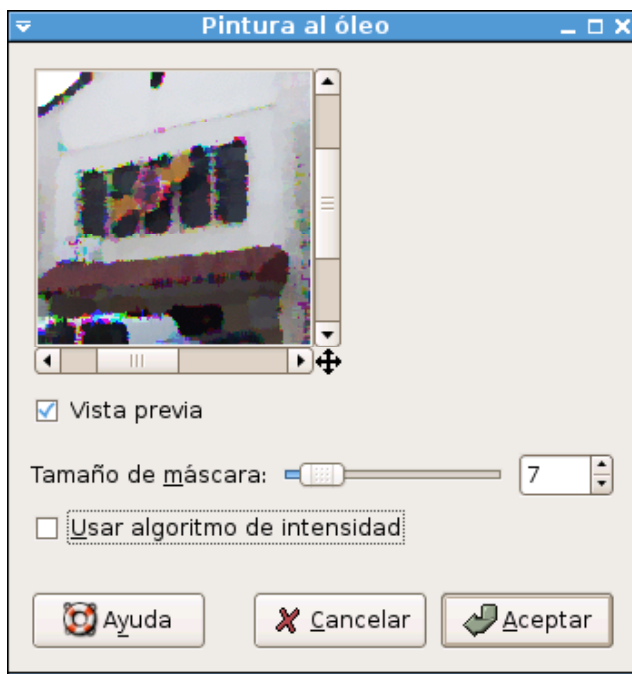 Pintura al óleo
Vista previa
Tamaño de máscara: 7
Usar algoritmo de intensidad
Ayuda Cancelar Aceptar